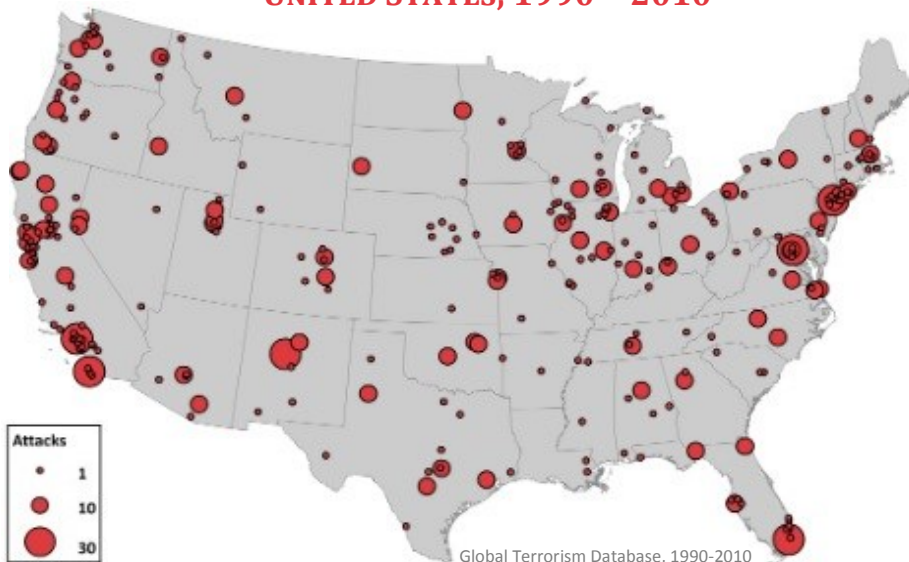 UNITED STATES, 1990 – 2010
Attacks
1
10
30
Global Terrorism Database, 1990-2010